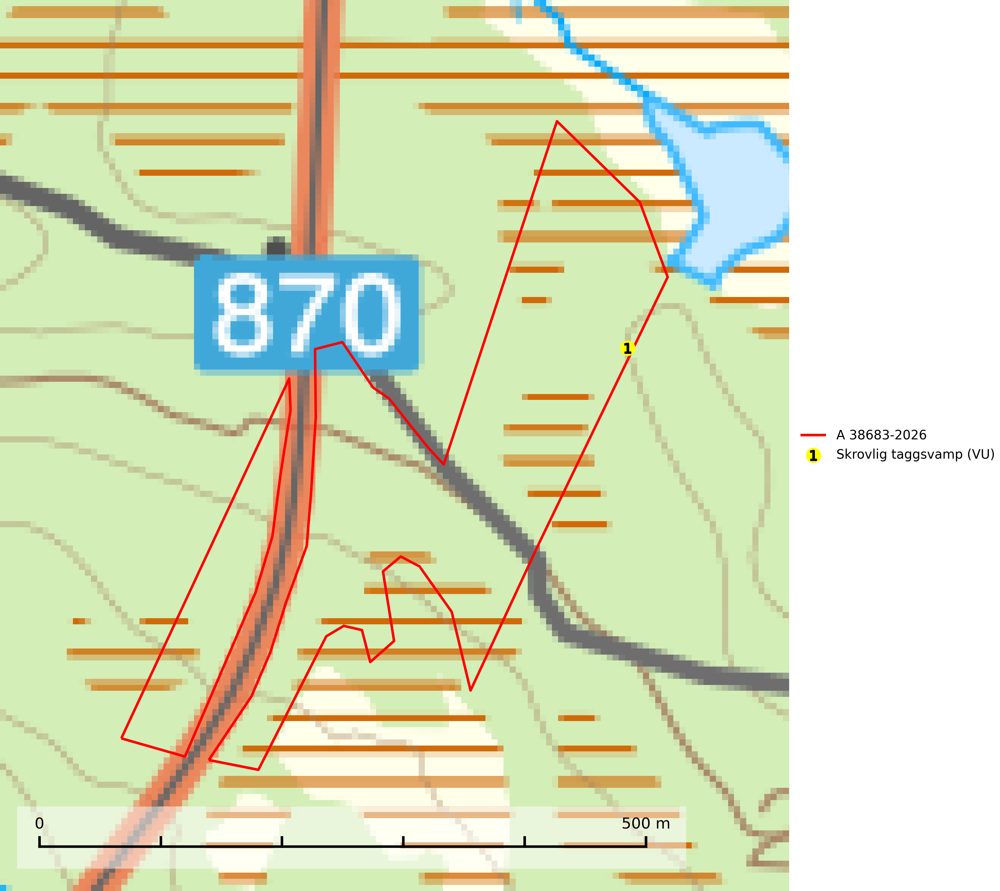 870
1
A 38683-2026
1 Skrovlig taggsvamp (VU)
0 500 m